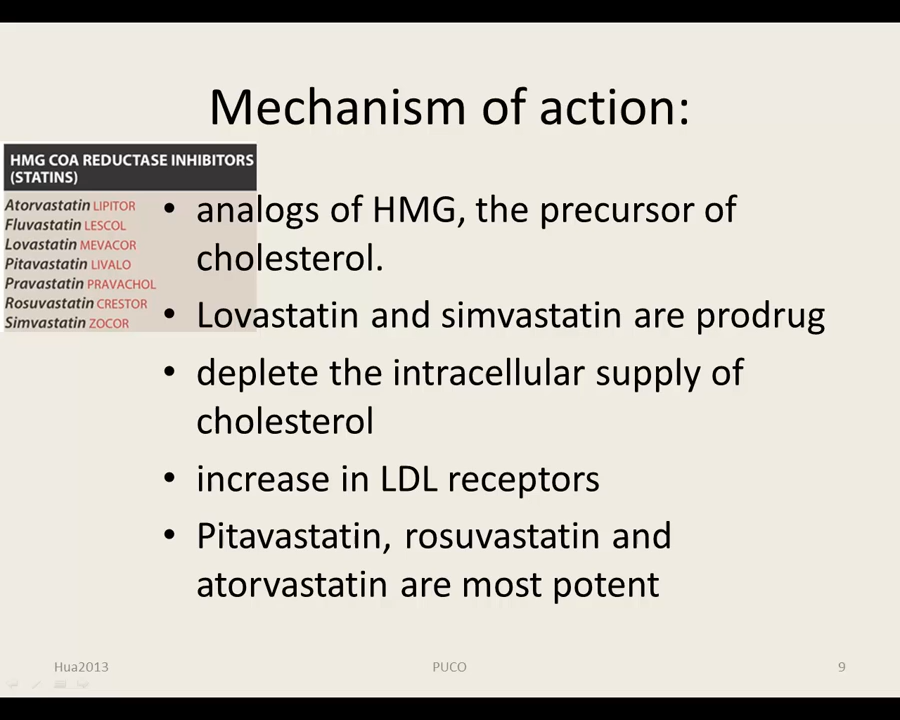 Mechanism of action:
HMG COA REDUCTASE INHIBITORS
(STATINS)
Atorvastatin LIPITOR
Fluvastatin LESCOL
Lovastatin MEVACOR
Pitavastatin LIVALO
Pravastatin PRAVACHOL
Rosuvastatin CRESTOR
Simvastatin ZOCOR
• analogs of HMG, the precursor of
cholesterol.
• Lovastatin and simvastatin are prodrug
• deplete the intracellular supply of
cholesterol
• increase in LDL receptors
• Pitavastatin, rosuvastatin and
atorvastatin are most potent
Hua2013 PUCO 9